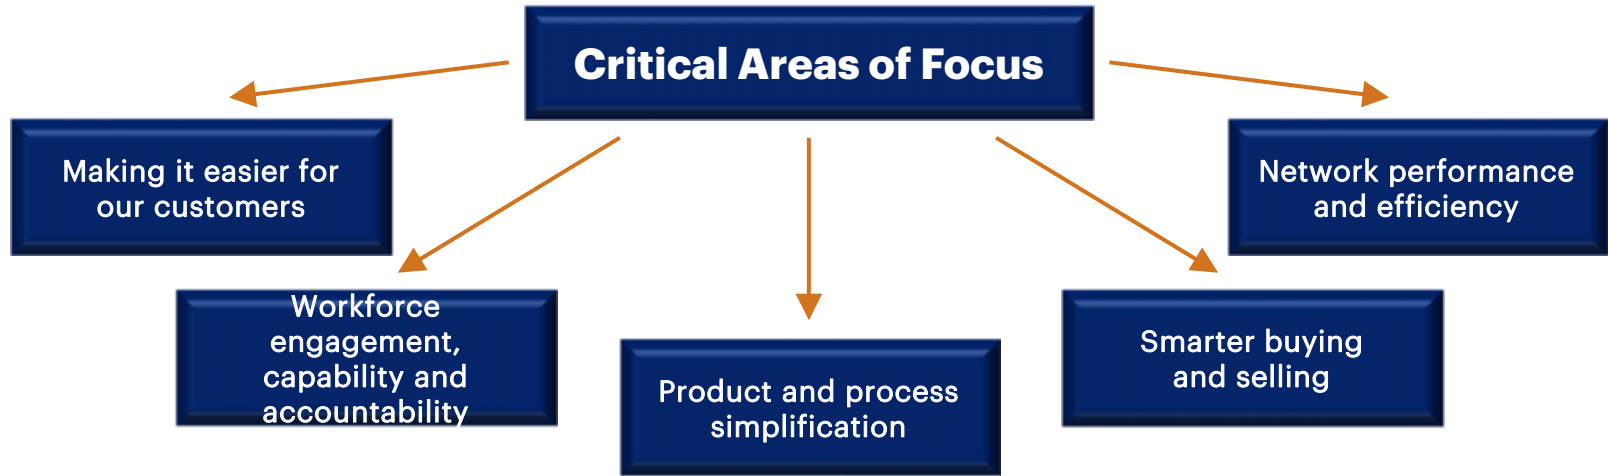 Critical Areas of Focus
Making it easier for
our customers
Network performance
and efficiency
Workforce
engagement,
capability and
accountability
Smarter buying
and selling
Product and process
simplification